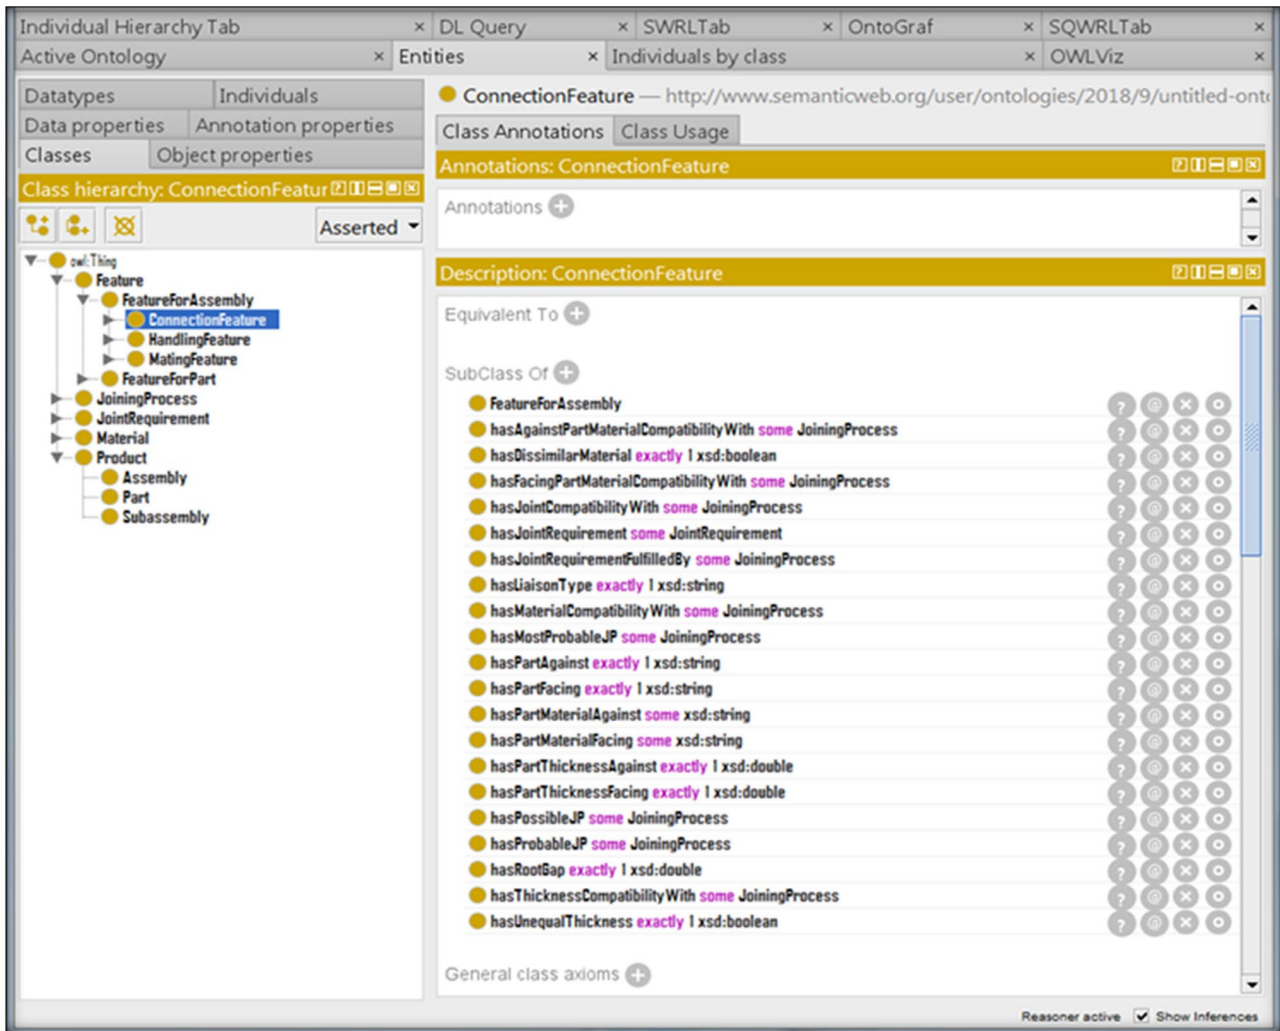 Individual Hierarchy Tab × DL Query × SWRLTab × OntoGraf × SQWRLTab ×
Active Ontology × Entities × Individuals by class × OWLViz ×
Datatypes Individuals
Data properties Annotation properties
Classes Object properties
Class hierarchy: ConnectionFeatur
Asserted
owl:Thing
Feature
FeatureForAssembly
ConnectionFeature
HandlingFeature
MatingFeature
FeatureForPart
JoiningProcess
JointRequirement
Material
Product
Assembly
Part
Subassembly
ConnectionFeature — http://www.semanticweb.org/user/ontologies/2018/9/untitled-onto
Class Annotations Class Usage
Annotations: ConnectionFeature
Annotations
Description: ConnectionFeature
Equivalent To
SubClass Of
FeatureForAssembly
hasAgainstPartMaterialCompatibilityWith some JoiningProcess
hasDissimilarMaterial exactly 1 xsd:boolean
hasFacingPartMaterialCompatibilityWith some JoiningProcess
hasJointCompatibilityWith some JoiningProcess
hasJointRequirement some JointRequirement
hasJointRequirementFulfilledBy some JoiningProcess
hasLiaisonType exactly 1 xsd:string
hasMaterialCompatibilityWith some JoiningProcess
hasMostProbableJP some JoiningProcess
hasPartAgainst exactly 1 xsd:string
hasPartFacing exactly 1 xsd:string
hasPartMaterialAgainst some xsd:string
hasPartMaterialFacing some xsd:string
hasPartThicknessAgainst exactly 1 xsd:double
hasPartThicknessFacing exactly 1 xsd:double
hasPossibleJP some JoiningProcess
hasProbableJP some JoiningProcess
hasRootGap exactly 1 xsd:double
hasThicknessCompatibilityWith some JoiningProcess
hasUnequalThickness exactly 1 xsd:boolean
General class axioms
Reasoner active Show Inferences